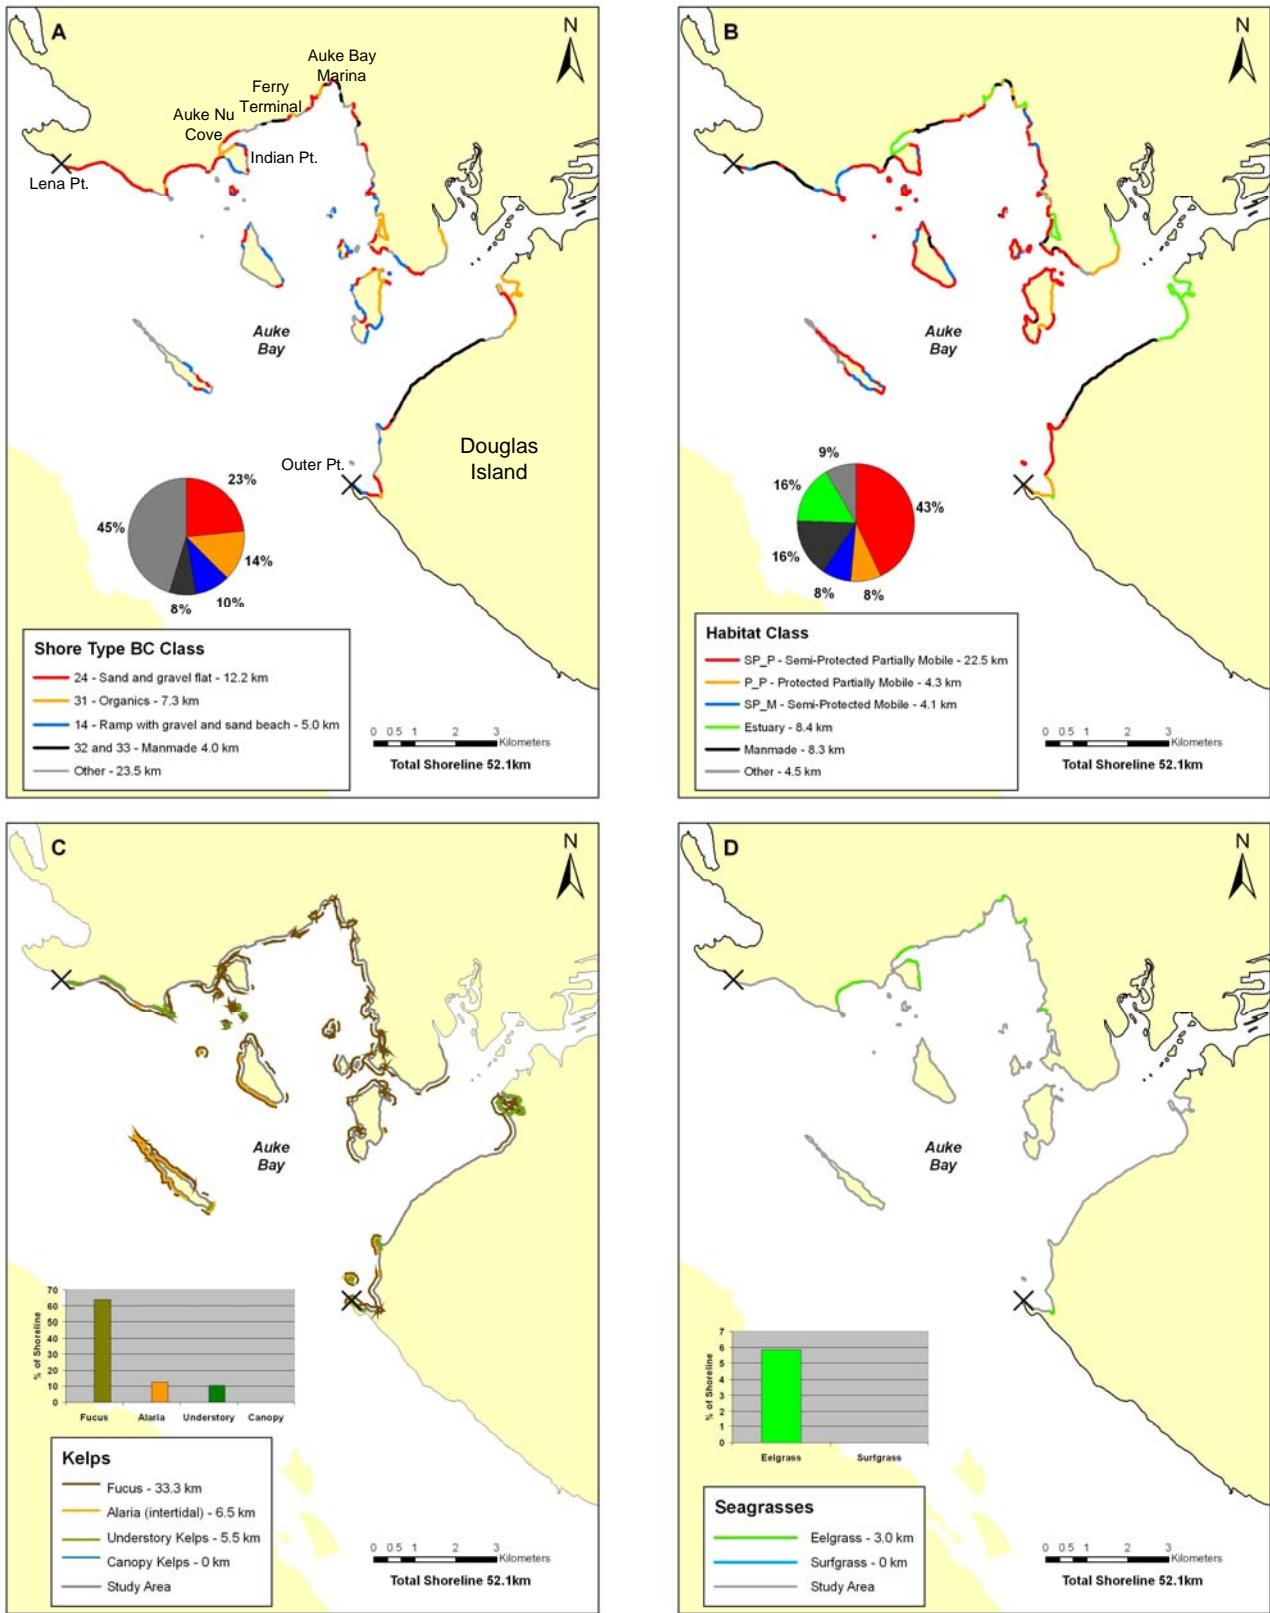 A
N
Auke Bay
Marina
Ferry
Terminal
Auke Nu
Cove
Indian Pt.
Lena Pt.
Auke
Bay
Douglas
Island
Outer Pt.
23%
45%
14%
8%
10%
Shore Type BC Class
24 - Sand and gravel flat - 12.2 km
31 - Organics - 7.3 km
14 - Ramp with gravel and sand beach - 5.0 km
32 and 33 - Manmade 4.0 km
Other - 23.5 km
0 0.5 1 2 3
Kilometers
Total Shoreline 52.1km
B
N
Auke
Bay
9%
16%
43%
16%
8%
8%
Habitat Class
SP_P - Semi-Protected Partially Mobile - 22.5 km
P_P - Protected Partially Mobile - 4.3 km
SP_M - Semi-Protected Mobile - 4.1 km
Estuary - 8.4 km
Manmade - 8.3 km
Other - 4.5 km
0 0.5 1 2 3
Kilometers
Total Shoreline 52.1km
C
N
Auke
Bay
% of Shoreline
70
60
50
40
30
20
10
0
Fucus Alaria Understory Canopy
Kelps
Fucus - 33.3 km
Alaria (intertidal) - 6.5 km
Understory Kelps - 5.5 km
Canopy Kelps - 0 km
Study Area
0 0.5 1 2 3
Kilometers
Total Shoreline 52.1km
D
N
Auke
Bay
% of Shoreline
7
6
5
4
3
2
1
0
Eelgrass Surfgrass
Seagrasses
Eelgrass - 3.0 km
Surfgrass - 0 km
Study Area
0 0.5 1 2 3
Kilometers
Total Shoreline 52.1km